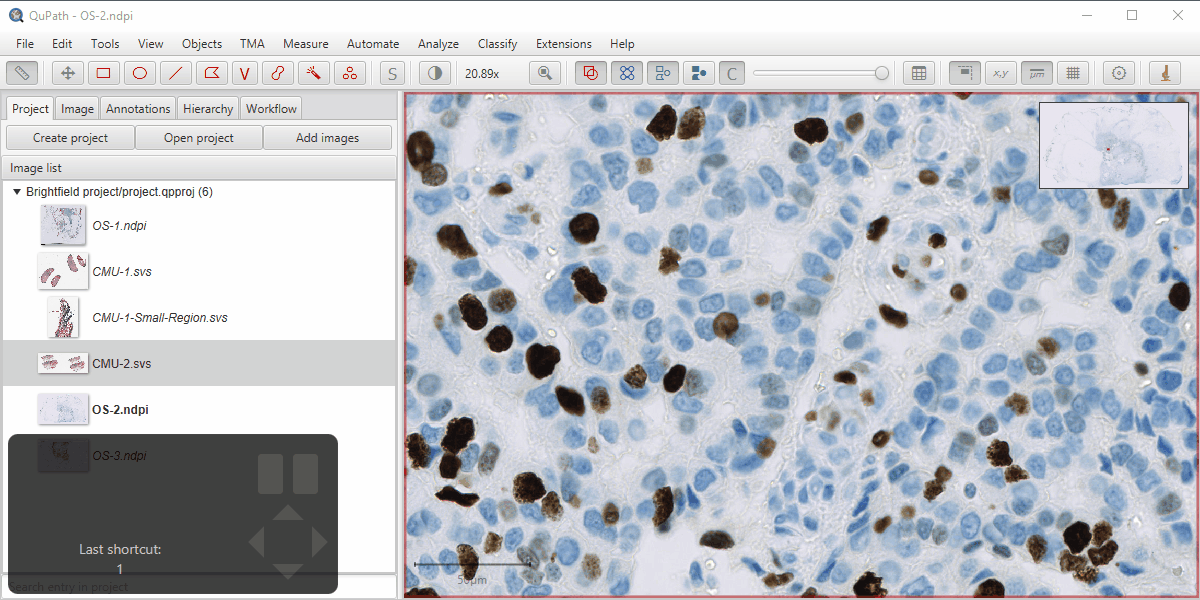 QuPath - OS-2.ndpi
File Edit Tools View Objects TMA Measure Automate Analyze Classify Extensions Help
V S 20.89x C x,y µm
Project Image Annotations Hierarchy Workflow
Create project Open project Add images
Image list
Brightfield project/project.qpproj (6)
OS-1.ndpi
CMU-1.svs
CMU-1-Small-Region.svs
CMU-2.svs
OS-2.ndpi
OS-3.ndpi
Last shortcut:
1
Search entry in project
50µm